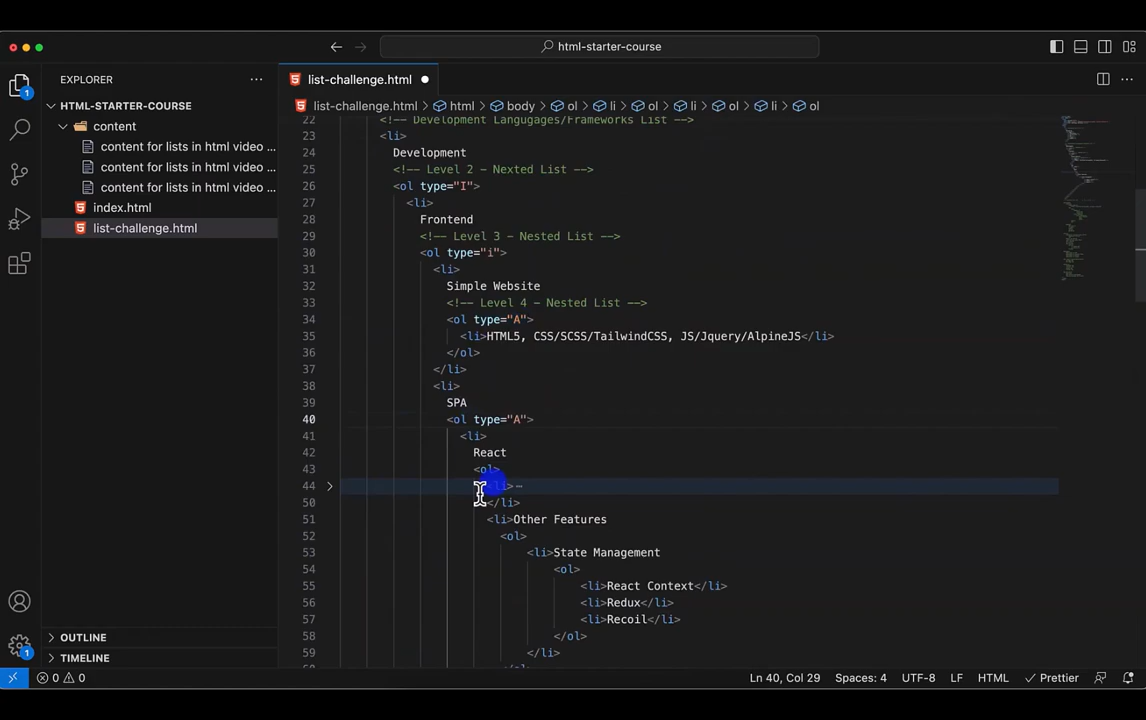 html-starter-course
EXPLORER
list-challenge.html
HTML-STARTER-COURSE
list-challenge.html html body ol li ol li ol li ol
content
content for lists in html video ...
content for lists in html video ...
content for lists in html video ...
index.html
list-challenge.html
22 <!-- Development Langugages/Frameworks List -->
23 <li>
24 Development
25 <!-- Level 2 - Nexted List -->
26 <ol type="I">
27 <li>
28 Frontend
29 <!-- Level 3 - Nested List -->
30 <ol type="i">
31 <li>
32 Simple Website
33 <!-- Level 4 - Nested List -->
34 <ol type="A">
35 <li>HTML5, CSS/SCSS/TailwindCSS, JS/Jquery/AlpineJS</li>
36 </ol>
37 </li>
38 <li>
39 SPA
40 <ol type="A">
41 <li>
42 React
43 <ol>
44 <li>⋯
50 </li>
51 <li>Other Features
52 <ol>
53 <li>State Management
54 <ol>
55 <li>React Context</li>
56 <li>Redux</li>
57 <li>Recoil</li>
58 </ol>
59 </li>
OUTLINE
TIMELINE
1
1
0 0
Ln 40, Col 29 Spaces: 4 UTF-8 LF HTML Prettier